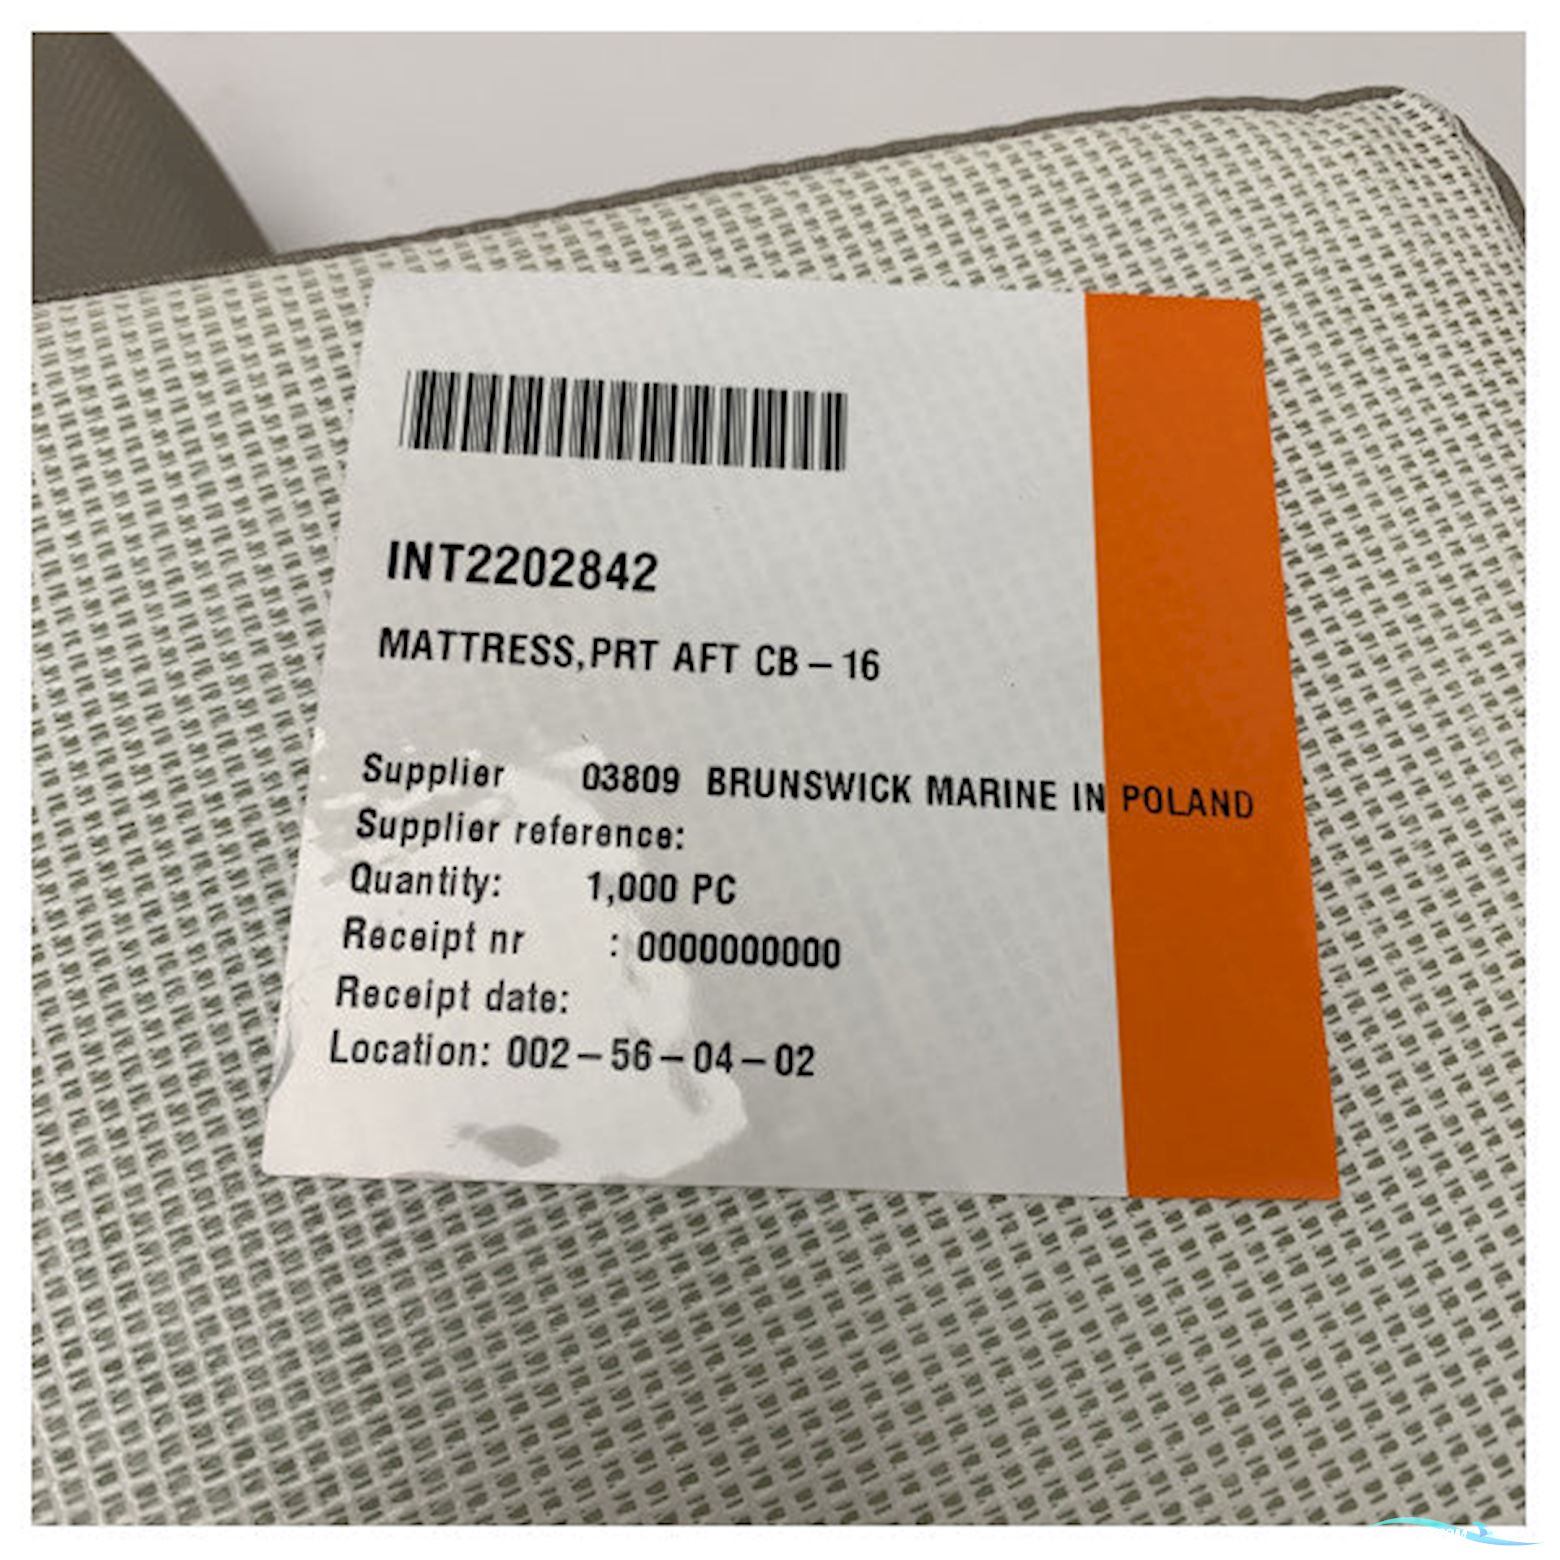 INT2202842
MATTRESS,PRT AFT CB-16
Supplier 03809 BRUNSWICK MARINE IN POLAND
Supplier reference:
Quantity: 1,000 PC
Receipt nr : 0000000000
Receipt date:
Location: 002-56-04-02